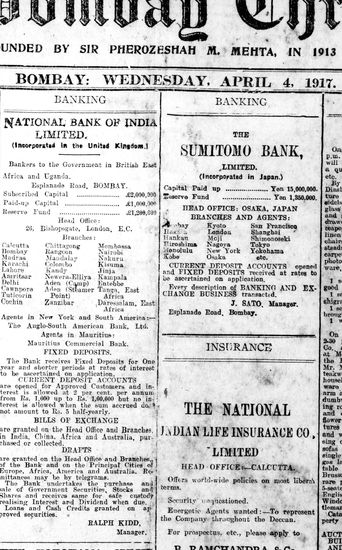 Bombay Chr
OUNDED BY SIR PHEROZESHAH M. MEHTA, IN 1913
BOMBAY: WEDNESDAY, APRIL 4, 1917.
BANKING
NATIONAL BANK OF INDIA
LIMITED.
(Incorporated in the United Kingdom.)
Bankers to the Government in British East
Africa and Uganda.
Esplanade Road, BOMBAY.
Subscribed Capital £2,000,000
Paid-up Capital £1,000,000
Reserve Fund £1,200,000
Head Office:
26, Bishopsgate, London, E.C.
Branches:
Calcutta Chittagong Mombassa
Bombay Rangoon Nairobi
Madras Mandalay Nakuru
Karachi Colombo Kisumu
Lahore Kandy Jinja
Amritsar Newera-Elliya Kampala
Delhi Aden (Camp) Entebbe
Cawnpore Aden (Steamer Tanga, East
Tuticorin Point) Africa
Cochin Zanzibar Daressalam, East
Africa
Agents in New York and South America:—
The Anglo-South American Bank, Ltd.
Agents in Mauritius:
Mauritius Commercial Bank.
FIXED DEPOSITS.
The Bank receives Fixed Deposits for One
year and shorter periods at rates of interest
to be ascertained on application.
CURRENT DEPOSIT ACCOUNTS
are opened for Approved Customers and in-
terest is allowed at 2 per cent. per annum
from Rs. 1,000 up to Rs. 1,00,000 but no in-
terest is allowed when the same accrued does
not amount to Rs. 5 half-yearly.
BILLS OF EXCHANGE
are granted on the Head Office and Branches,
in India, China, Africa and Australia, pur-
chased or collected.
DRAFTS
are granted on the Head Office and Branches
of the Bank and on the Principal Cities of
Europe, America, Africa and Australia. Re-
mittances may be by telegrams.
The Bank undertakes the purchase and
sale of Government Securities, Stocks and
Shares and receives same for safe custody
realising Interest and Dividend when due.
Loans and Cash Credits granted on ap-
proved securities.
RALPH KIDD,
Manager.
BANKING
THE
SUMITOMO BANK,
LIMITED.
(Incorporated in Japan.)
Capital Paid up Yen 15,000,000.
Reserve Fund Yen 1,350,000.
HEAD OFFICE: OSAKA, JAPAN
BRANCHES AND AGENTS:
Bombay Kyoto San Francisco
Hakata London Shanghai
Hankow Moji Shimonoseki
Hiroshima Nagoya Tokyo
Honolulu New York Yokohama
Kobe Osaka etc.
CURRENT DEPOSIT ACCOUNTS opened
and FIXED DEPOSITS received at rates to
be ascertained on application.
Every description of BANKING AND EX-
CHANGE BUSINESS transacted.
J. SATO, Manager.
Esplanade Road, Bombay.
INSURANCE
THE NATIONAL
INDIAN LIFE INSURANCE CO.,
LIMITED
HEAD OFFICE—CALCUTTA.
Offers world-wide policies on most liberal
terms.
Security unquestioned.
Energetic Agents wanted:—To represent
the Company throughout the Deccan.
For prospectus, etc., please apply to